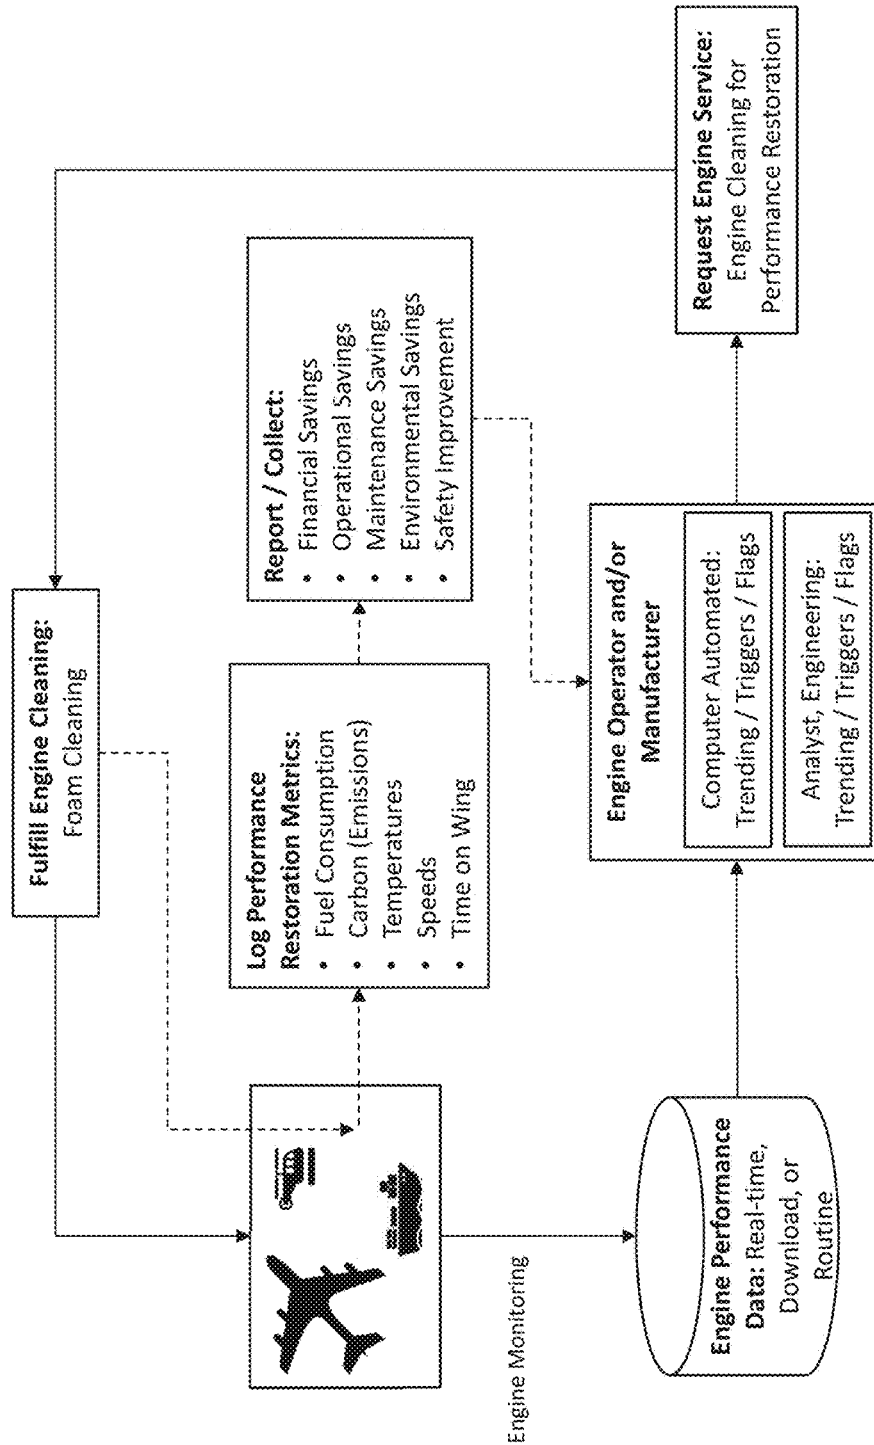 Fulfill Engine Cleaning:
Foam Cleaning
Log Performance
Restoration Metrics:
• Fuel Consumption
• Carbon (Emissions)
• Temperatures
• Speeds
• Time on Wing
Report / Collect:
• Financial Savings
• Operational Savings
• Maintenance Savings
• Environmental Savings
• Safety Improvement
Engine Monitoring
Engine Performance
Data: Real-time,
Download, or
Routine
Engine Operator and/or
Manufacturer
Computer Automated:
Trending / Triggers / Flags
Analyst, Engineering:
Trending / Triggers / Flags
Request Engine Service:
Engine Cleaning for
Performance Restoration